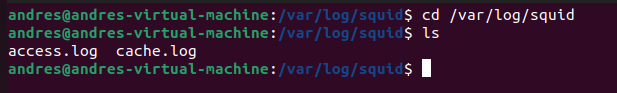 andres@andres-virtual-machine:/var/log/squid$ cd /var/log/squid
andres@andres-virtual-machine:/var/log/squid$ ls
access.log  cache.log
andres@andres-virtual-machine:/var/log/squid$